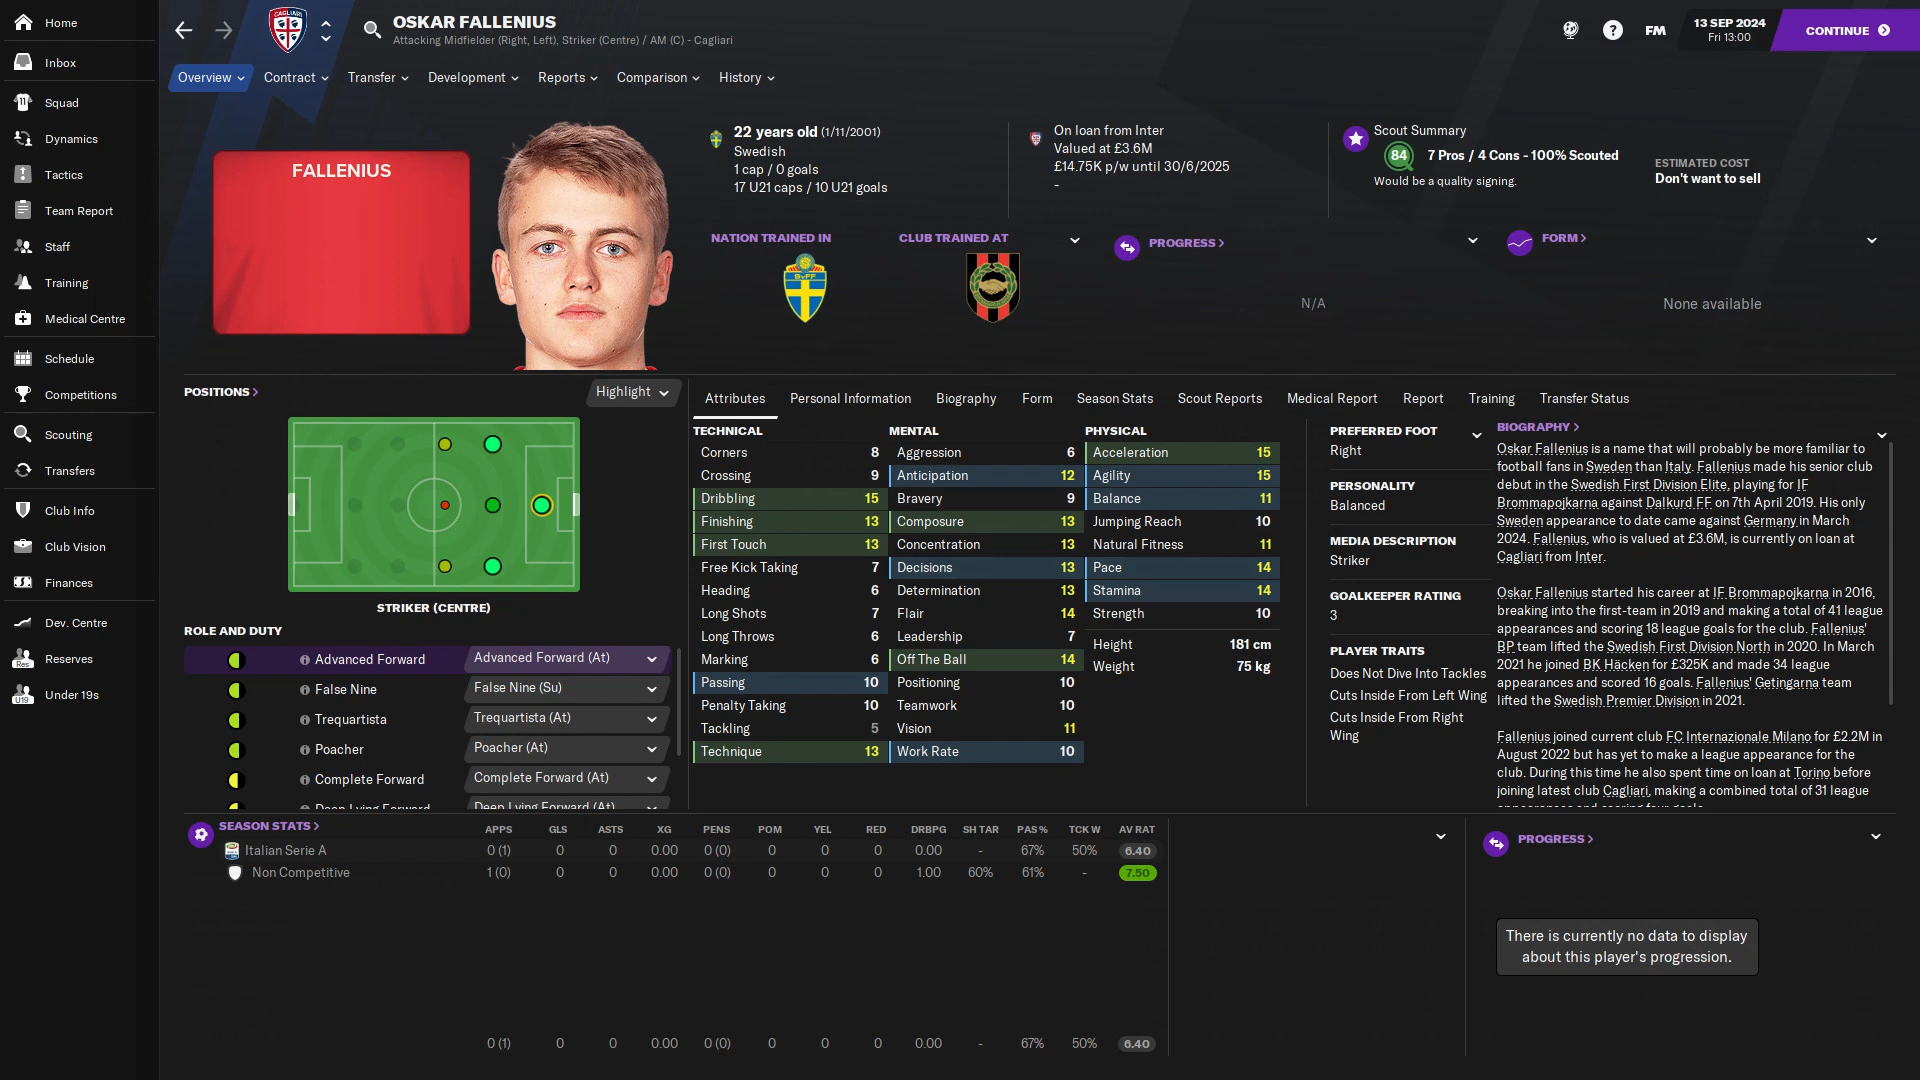 Home
Inbox
Squad
Dynamics
Tactics
Team Report
Staff
Training
Medical Centre
Schedule
Competitions
Scouting
Transfers
Club Info
Club Vision
Finances
Dev. Centre
Res
Reserves
U19
Under 19s
OSKAR FALLENIUS
Attacking Midfielder (Right, Left), Striker (Centre) / AM (C) - Cagliari
FM
13 SEP 2024
Fri 13:00
CONTINUE
Overview Contract Transfer Development Reports Comparison History
FALLENIUS
22 years old (1/11/2001)
Swedish
1 cap / 0 goals
17 U21 caps / 10 U21 goals
On loan from Inter
Valued at £3.6M
£14.75K p/w until 30/6/2025
-
Scout Summary
84 7 Pros / 4 Cons - 100% Scouted
Would be a quality signing.
ESTIMATED COST
Don't want to sell
NATION TRAINED IN
CLUB TRAINED AT
PROGRESS >
N/A
FORM >
None available
POSITIONS >
Highlight
STRIKER (CENTRE)
ROLE AND DUTY
Advanced Forward Advanced Forward (At)
False Nine False Nine (Su)
Trequartista Trequartista (At)
Poacher Poacher (At)
Complete Forward Complete Forward (At)
Deep Lying Forward Deep Lying Forward (At)
Attributes Personal Information Biography Form Season Stats Scout Reports Medical Report Report Training Transfer Status
TECHNICAL
Corners 8
Crossing 9
Dribbling 15
Finishing 13
First Touch 13
Free Kick Taking 7
Heading 6
Long Shots 7
Long Throws 6
Marking 6
Passing 10
Penalty Taking 10
Tackling 5
Technique 13
MENTAL
Aggression 6
Anticipation 12
Bravery 9
Composure 13
Concentration 13
Decisions 13
Determination 13
Flair 14
Leadership 7
Off The Ball 14
Positioning 10
Teamwork 10
Vision 11
Work Rate 10
PHYSICAL
Acceleration 15
Agility 15
Balance 11
Jumping Reach 10
Natural Fitness 11
Pace 14
Stamina 14
Strength 10
Height 181 cm
Weight 75 kg
PREFERRED FOOT
Right
PERSONALITY
Balanced
MEDIA DESCRIPTION
Striker
GOALKEEPER RATING
3
PLAYER TRAITS
Does Not Dive Into Tackles
Cuts Inside From Left Wing
Cuts Inside From Right
Wing
BIOGRAPHY >
Oskar Fallenius is a name that will probably be more familiar to
football fans in Sweden than Italy. Fallenius made his senior club
debut in the Swedish First Division Elite, playing for IF
Brommapojkarna against Dalkurd FF on 7th April 2019. His only
Sweden appearance to date came against Germany in March
2024. Fallenius, who is valued at £3.6M, is currently on loan at
Cagliari from Inter.
Oskar Fallenius started his career at IF Brommapojkarna in 2016,
breaking into the first-team in 2019 and making a total of 41 league
appearances and scoring 18 league goals for the club. Fallenius'
BP team lifted the Swedish First Division North in 2020. In March
2021 he joined BK Häcken for £325K and made 34 league
appearances and scored 16 goals. Fallenius' Getingarna team
lifted the Swedish Premier Division in 2021.
Fallenius joined current club FC Internazionale Milano for £2.2M in
August 2022 but has yet to make a league appearance for the
club. During this time he also spent time on loan at Torino before
joining latest club Cagliari, making a combined total of 31 league
appearances and scoring four goals.
SEASON STATS > APPS GLS ASTS XG PENS POM YEL RED DRBPG SH TAR PAS % TCK W AV RAT
Italian Serie A 0 (1) 0 0 0.00 0 (0) 0 0 0 0.00 - 67% 50% 6.40
Non Competitive 1 (0) 0 0 0.00 0 (0) 0 0 0 1.00 60% 61% - 7.50
0 (1) 0 0 0.00 0 (0) 0 0 0 0.00 - 67% 50% 6.40
PROGRESS >
There is currently no data to display
about this player's progression.